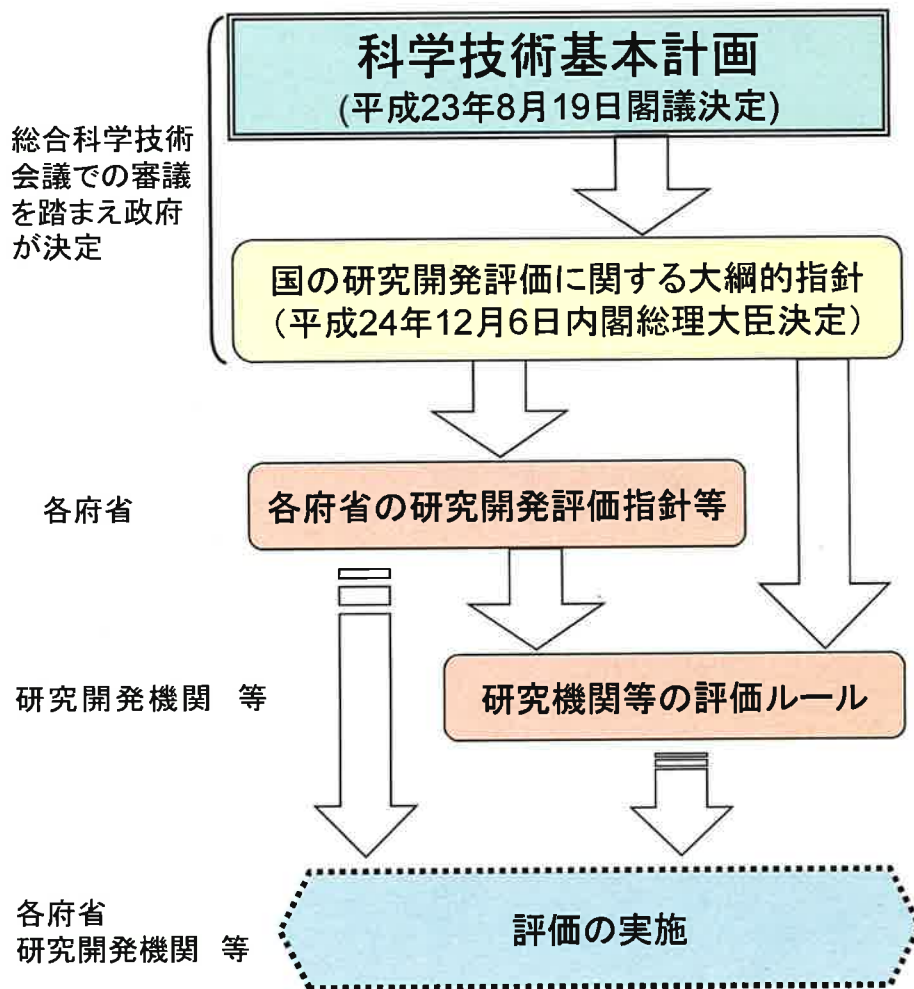 科学技術基本計画
(平成23年8月19日閣議決定)
総合科学技術
会議での審議
を踏まえ政府
が決定
国の研究開発評価に関する大綱的指針
（平成24年12月6日内閣総理大臣決定）
各府省
各府省の研究開発評価指針等
研究開発機関 等
研究機関等の評価ルール
各府省
研究開発機関 等
評価の実施